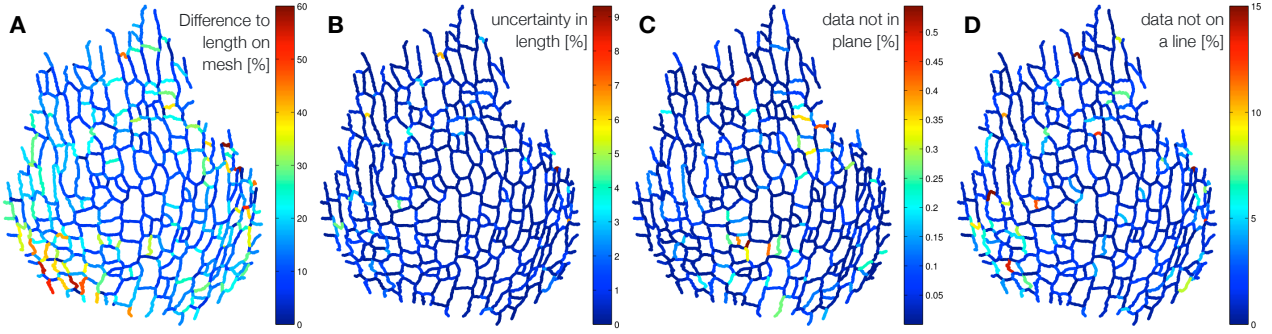 A
Difference to
length on
mesh [%]
60
50
40
30
20
10
0
B
uncertainty in
length [%]
9
8
7
6
5
4
3
2
1
0
C
data not in
plane [%]
0.5
0.45
0.4
0.35
0.3
0.25
0.2
0.15
0.1
0.05
D
data not on
a line [%]
15
10
5
0